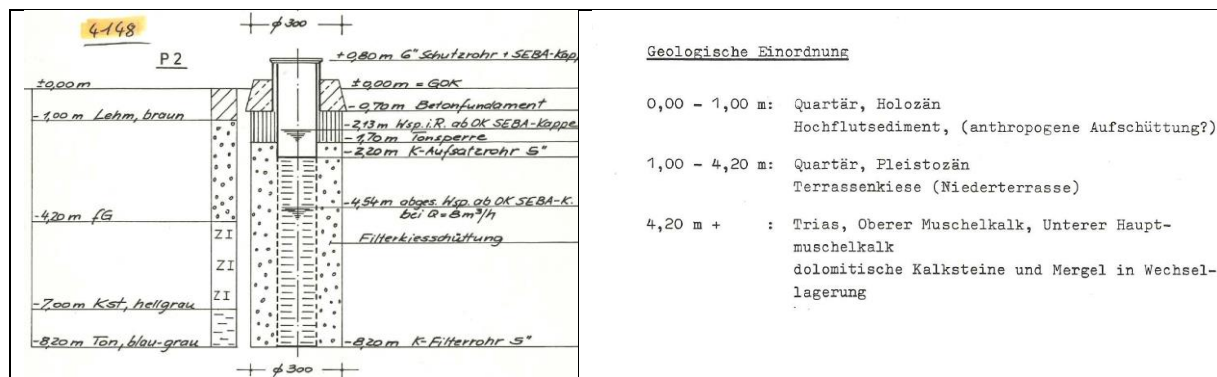 4148
P 2
ϕ 300
+0,80 m 6" Schutzrohr + SEBA-Kapp
±0,00 m
±0,00 m = GOK
-0,70 m Betonfundament
-1,00 m Lehm, braun
-2,13 m Wsp. i. R. ab OK SEBA-Kappe
-1,70 m Tonsperre
-2,20 m K-Aufsatzrohr 5"
-4,54 m abges. Wsp. ab OK SEBA-K.
bei Q = 8 m³/h
-4,20 m fG
Filterkiesschüttung
ZI
ZI
ZI
-7,00 m Kst, hellgrau
-8,20 m Ton, blau-grau
-8,20 m K-Filterrohr 5"
ϕ 300
Geologische Einordnung
0,00 - 1,00 m: Quartär, Holozän
Hochflutsediment, (anthropogene Aufschüttung?)
1,00 - 4,20 m: Quartär, Pleistozän
Terrassenkiese (Niederterrasse)
4,20 m + : Trias, Oberer Muschelkalk, Unterer Haupt-
muschelkalk
dolomitische Kalksteine und Mergel in Wechsel-
lagerung